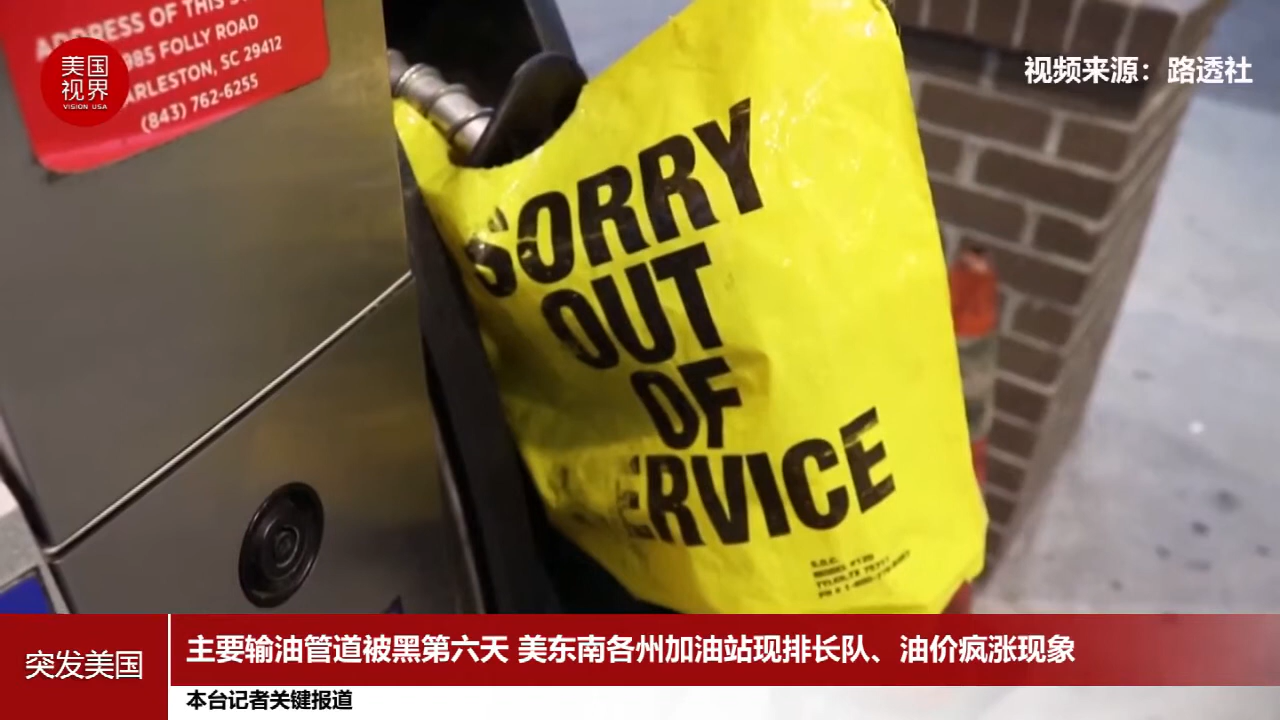 ADDRESS OF THIS
985 FOLLY ROAD
ARLESTON, SC 29412
(843) 762-6255
美国
视界
VISION USA
视频来源：路透社
SORRY
OUT
OF
ERVICE
突发美国
主要输油管道被黑第六天 美东南各州加油站现排长队、油价疯涨现象
本台记者关键报道